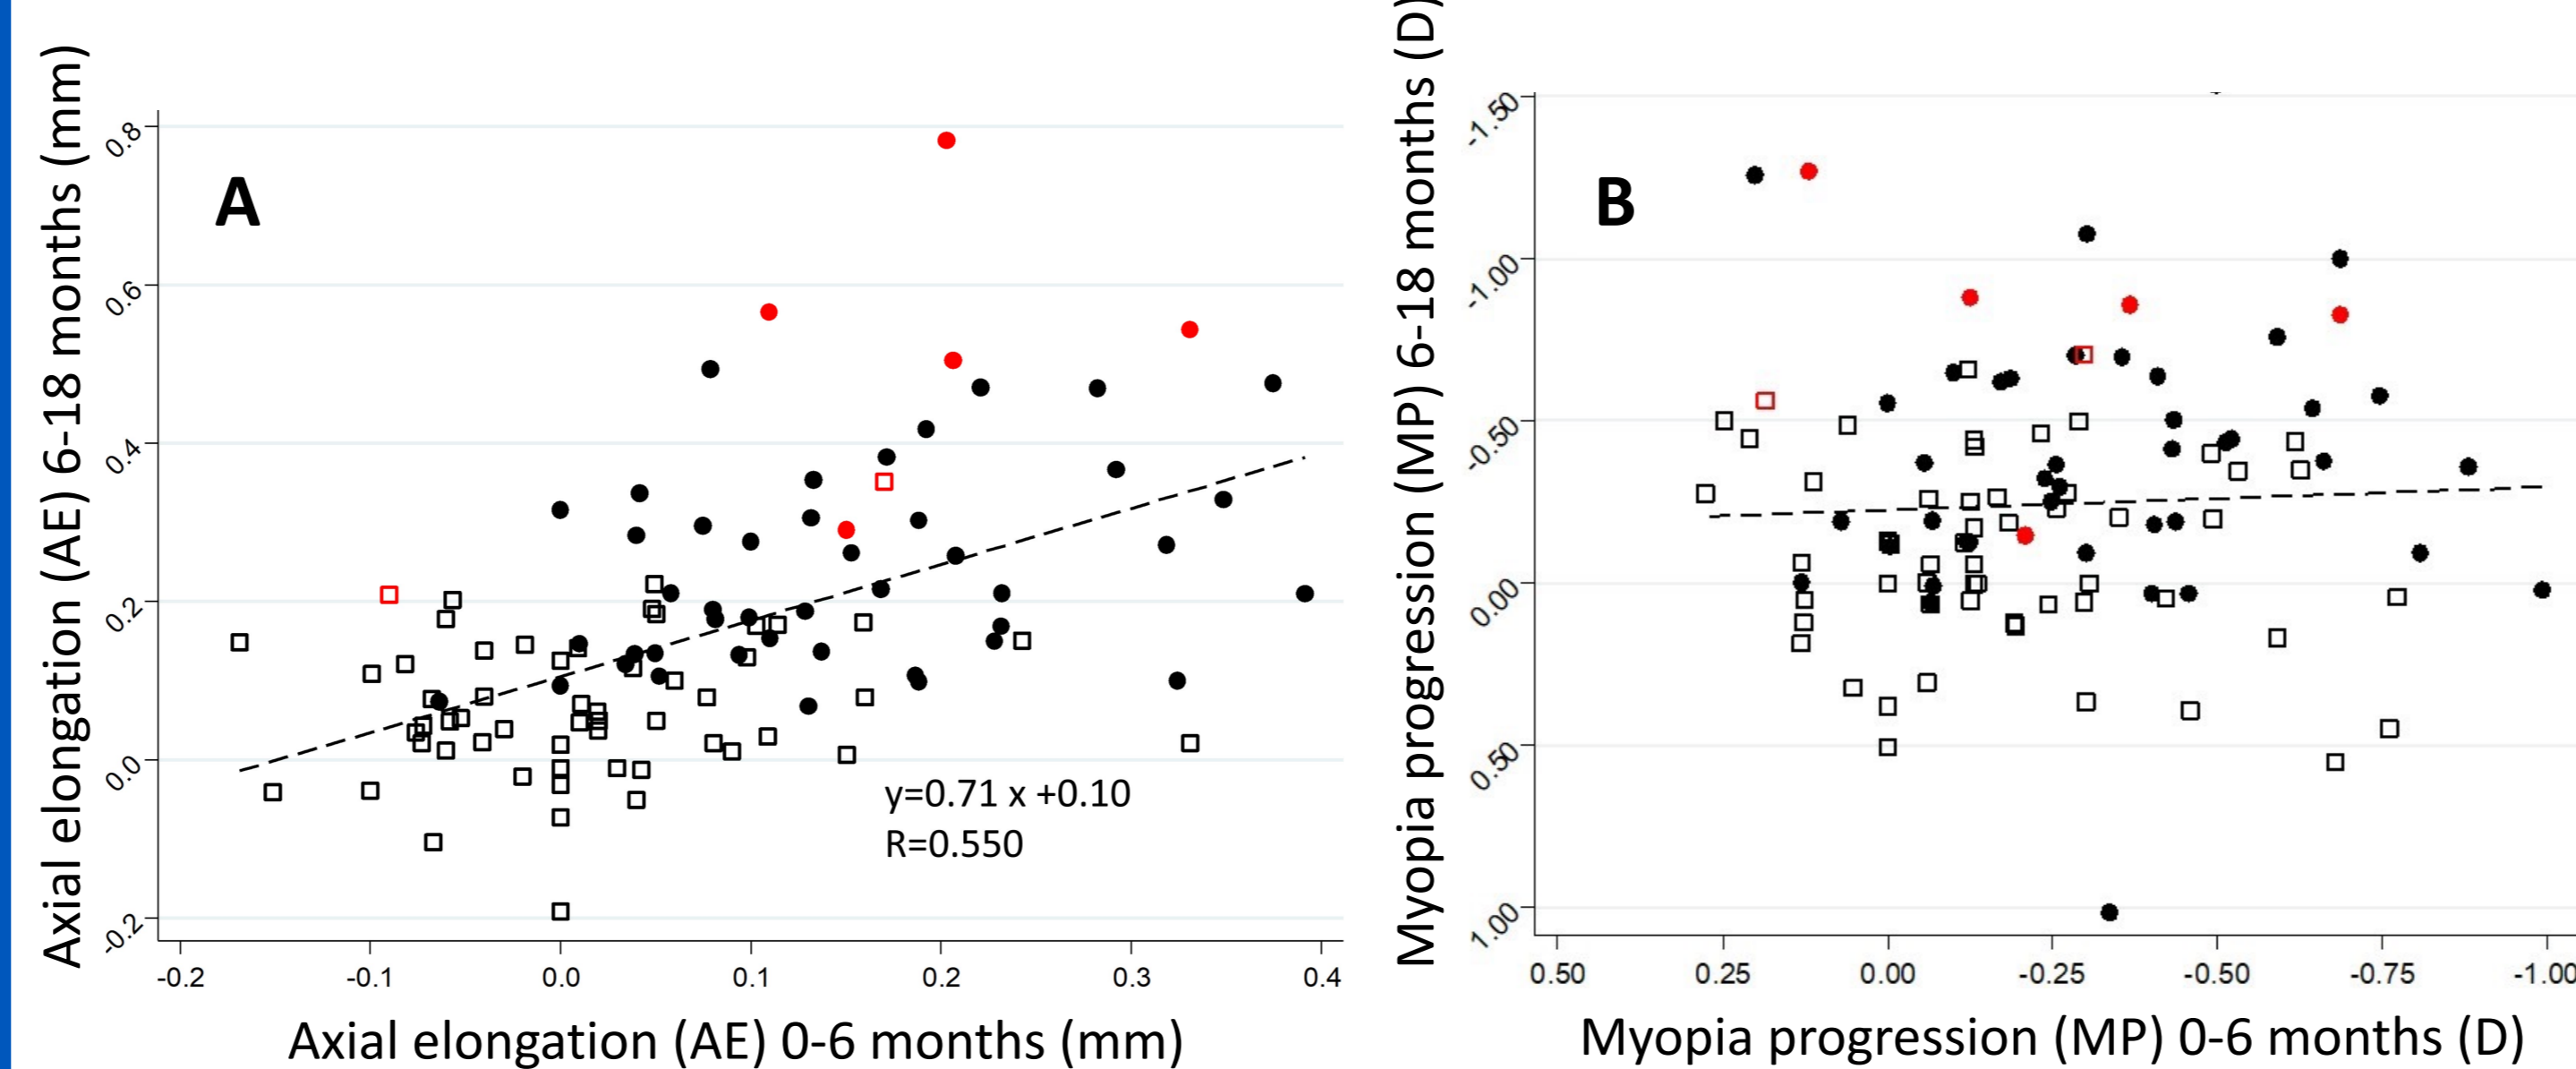 Axial elongation (AE) 6-18 months (mm)
0.8
0.6
0.4
0.2
0.0
-0.2
A
y=0.71 x +0.10
R=0.550
-0.2 -0.1 0.0 0.1 0.2 0.3 0.4
Axial elongation (AE) 0-6 months (mm)
Myopia progression (MP) 6-18 months (D)
-1.50
-1.00
-0.50
0.00
0.50
1.00
B
0.50 0.25 0.00 -0.25 -0.50 -0.75 -1.00
Myopia progression (MP) 0-6 months (D)